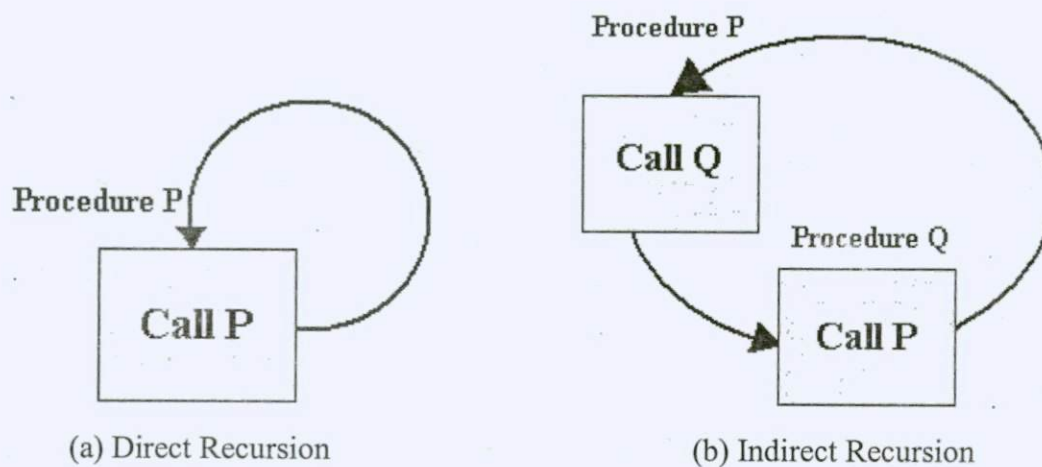 Procedure P
Call P
(a) Direct Recursion
Procedure P
Call Q
Procedure Q
Call P
(b) Indirect Recursion